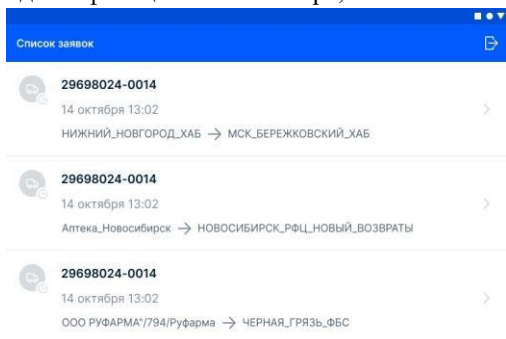 Список заявок
29698024-0014
14 октября 13:02
НИЖНИЙ_НОВГОРОД_ХАБ → МСК_БЕРЕЖКОВСКИЙ_ХАБ
29698024-0014
14 октября 13:02
Аптека_Новосибирск → НОВОСИБИРСК_РФЦ_НОВЫЙ_ВОЗВРАТЫ
29698024-0014
14 октября 13:02
ООО РУФАРМА"/794/Руфарма → ЧЕРНАЯ_ГРЯЗЬ_ФБС